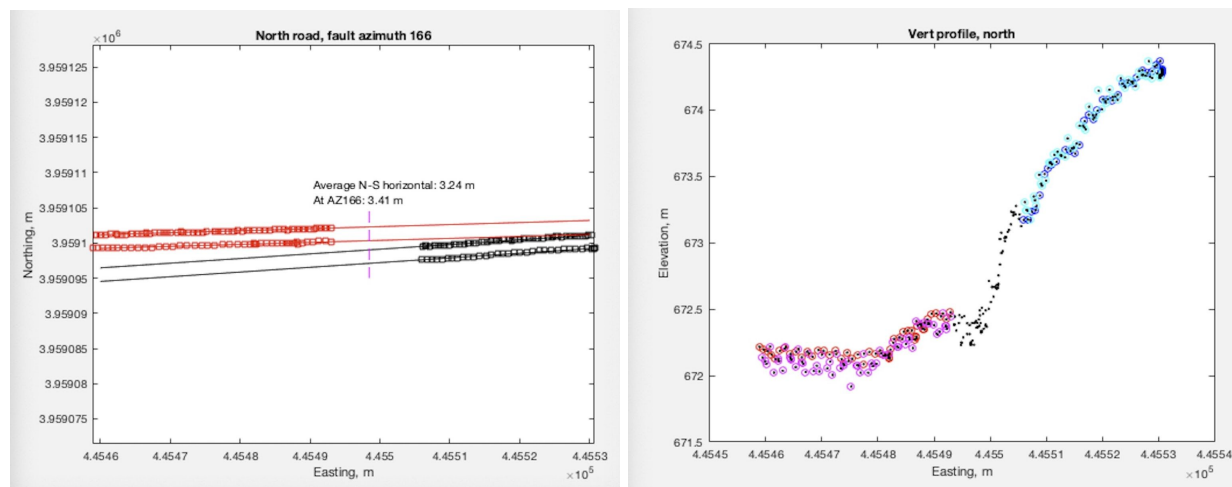 North road, fault azimuth 166
×10⁶
3.959125
3.95912
3.959115
3.95911
3.959105
3.9591
3.959095
3.95909
3.959085
3.95908
3.959075
Northing, m
Average N-S horizontal: 3.24 m
At AZ166: 3.41 m
4.4546 4.4547 4.4548 4.4549 4.455 4.4551 4.4552 4.4553
Easting, m
×10⁵
Vert profile, north
674.5
674
673.5
673
672.5
672
671.5
Elevation, m
4.4545 4.4546 4.4547 4.4548 4.4549 4.455 4.4551 4.4552 4.4553 4.4554
Easting, m
×10⁵